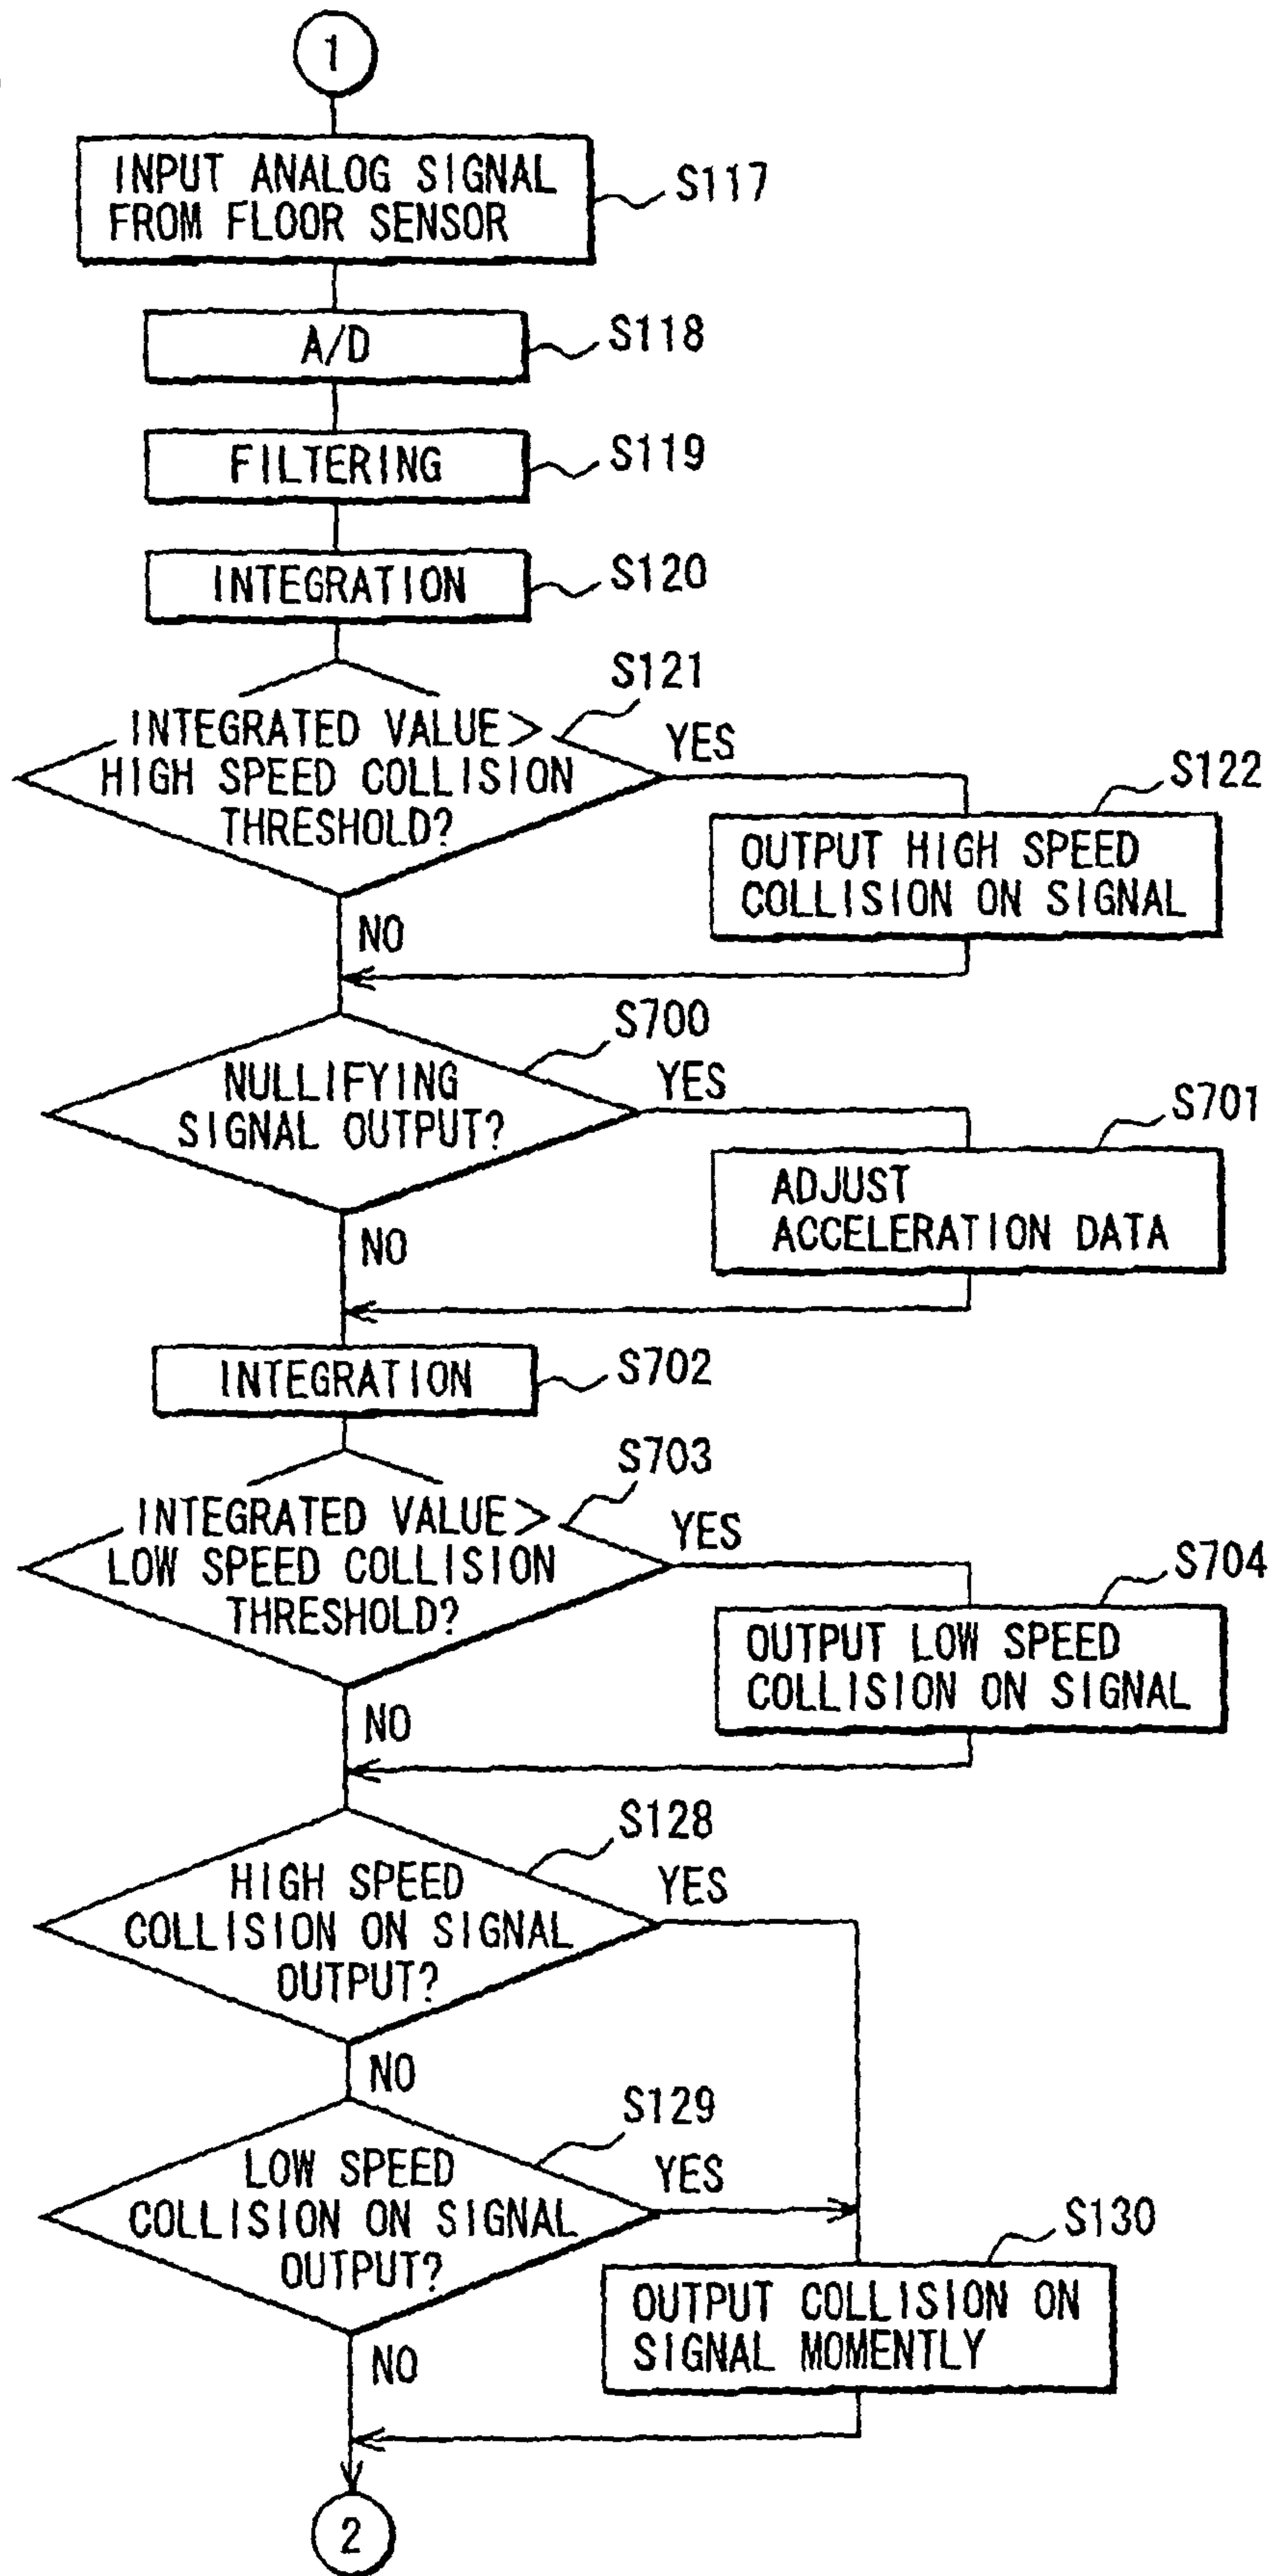 1
INPUT ANALOG SIGNAL
FROM FLOOR SENSOR
S117
A/D
S118
FILTERING
S119
INTEGRATION
S120
S121
INTEGRATED VALUE>
HIGH SPEED COLLISION
THRESHOLD?
YES
S122
OUTPUT HIGH SPEED
COLLISION ON SIGNAL
NO
S700
NULLIFYING
SIGNAL OUTPUT?
YES
S701
ADJUST
ACCELERATION DATA
NO
INTEGRATION
S702
S703
INTEGRATED VALUE>
LOW SPEED COLLISION
THRESHOLD?
YES
S704
OUTPUT LOW SPEED
COLLISION ON SIGNAL
NO
S128
HIGH SPEED
COLLISION ON SIGNAL
OUTPUT?
YES
NO
S129
LOW SPEED
COLLISION ON SIGNAL
OUTPUT?
YES
S130
OUTPUT COLLISION ON
SIGNAL MOMENTLY
NO
2